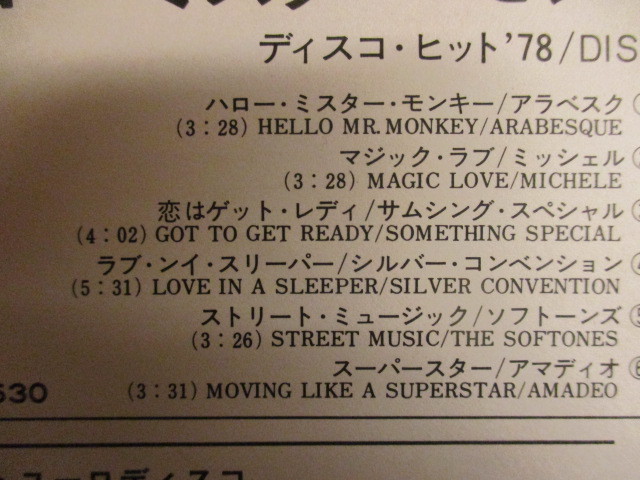 ディスコ・ヒット'78/DIS
ハロー・ミスター・モンキー/アラベスク
(3:28) HELLO MR. MONKEY/ARABESQUE
マジック・ラブ/ミッシェル
(3:28) MAGIC LOVE/MICHELE
恋はゲット・レディ/サムシング・スペシャル
(4:02) GOT TO GET READY/SOMETHING SPECIAL
ラブ・ンイ・スリーパー/シルバー・コンベンション
(5:31) LOVE IN A SLEEPER/SILVER CONVENTION
ストリート・ミュージック/ソフトーンズ
(3:26) STREET MUSIC/THE SOFTONES
スーパースター/アマディオ
(3:31) MOVING LIKE A SUPERSTAR/AMADEO
530
ユーロディスコ